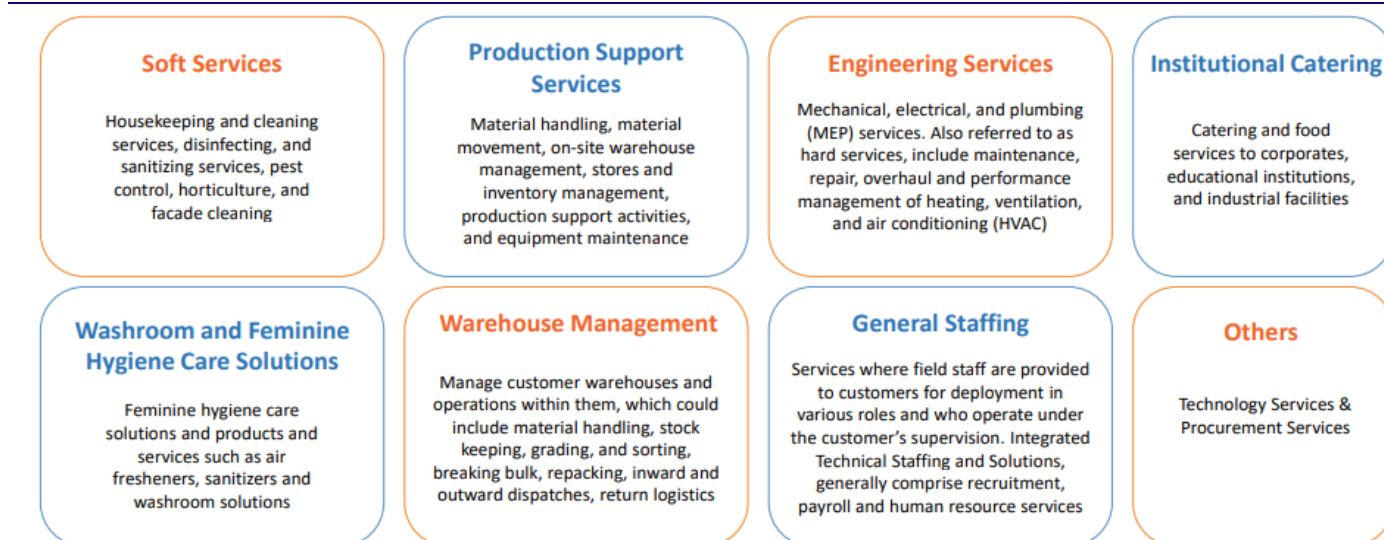 Soft Services
Housekeeping and cleaning
services, disinfecting, and
sanitizing services, pest
control, horticulture, and
facade cleaning
Production Support
Services
Material handling, material
movement, on-site warehouse
management, stores and
inventory management,
production support activities,
and equipment maintenance
Engineering Services
Mechanical, electrical, and plumbing
(MEP) services. Also referred to as
hard services, include maintenance,
repair, overhaul and performance
management of heating, ventilation,
and air conditioning (HVAC)
Institutional Catering
Catering and food
services to corporates,
educational institutions,
and industrial facilities
Washroom and Feminine
Hygiene Care Solutions
Feminine hygiene care
solutions and products and
services such as air
fresheners, sanitizers and
washroom solutions
Warehouse Management
Manage customer warehouses and
operations within them, which could
include material handling, stock
keeping, grading, and sorting,
breaking bulk, repacking, inward and
outward dispatches, return logistics
General Staffing
Services where field staff are provided
to customers for deployment in
various roles and who operate under
the customer’s supervision. Integrated
Technical Staffing and Solutions,
generally comprise recruitment,
payroll and human resource services
Others
Technology Services &
Procurement Services